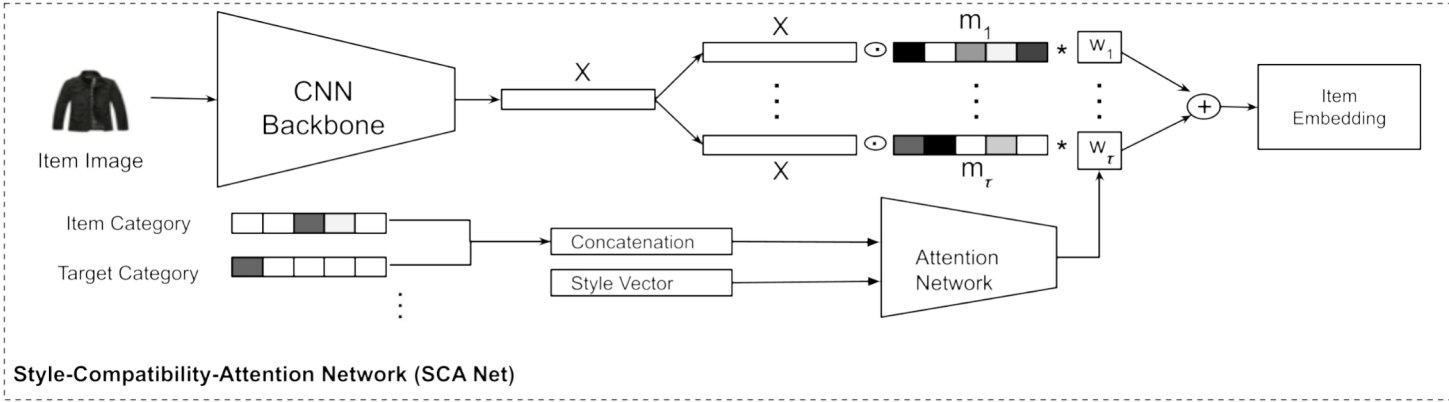 X
m1
X
⊙
*
w1
CNN
Backbone
X
+
Item
Embedding
Item Image
X
⊙
mτ
*
wτ
Item Category
Target Category
Concatenation
Style Vector
Attention
Network
Style-Compatibility-Attention Network (SCA Net)